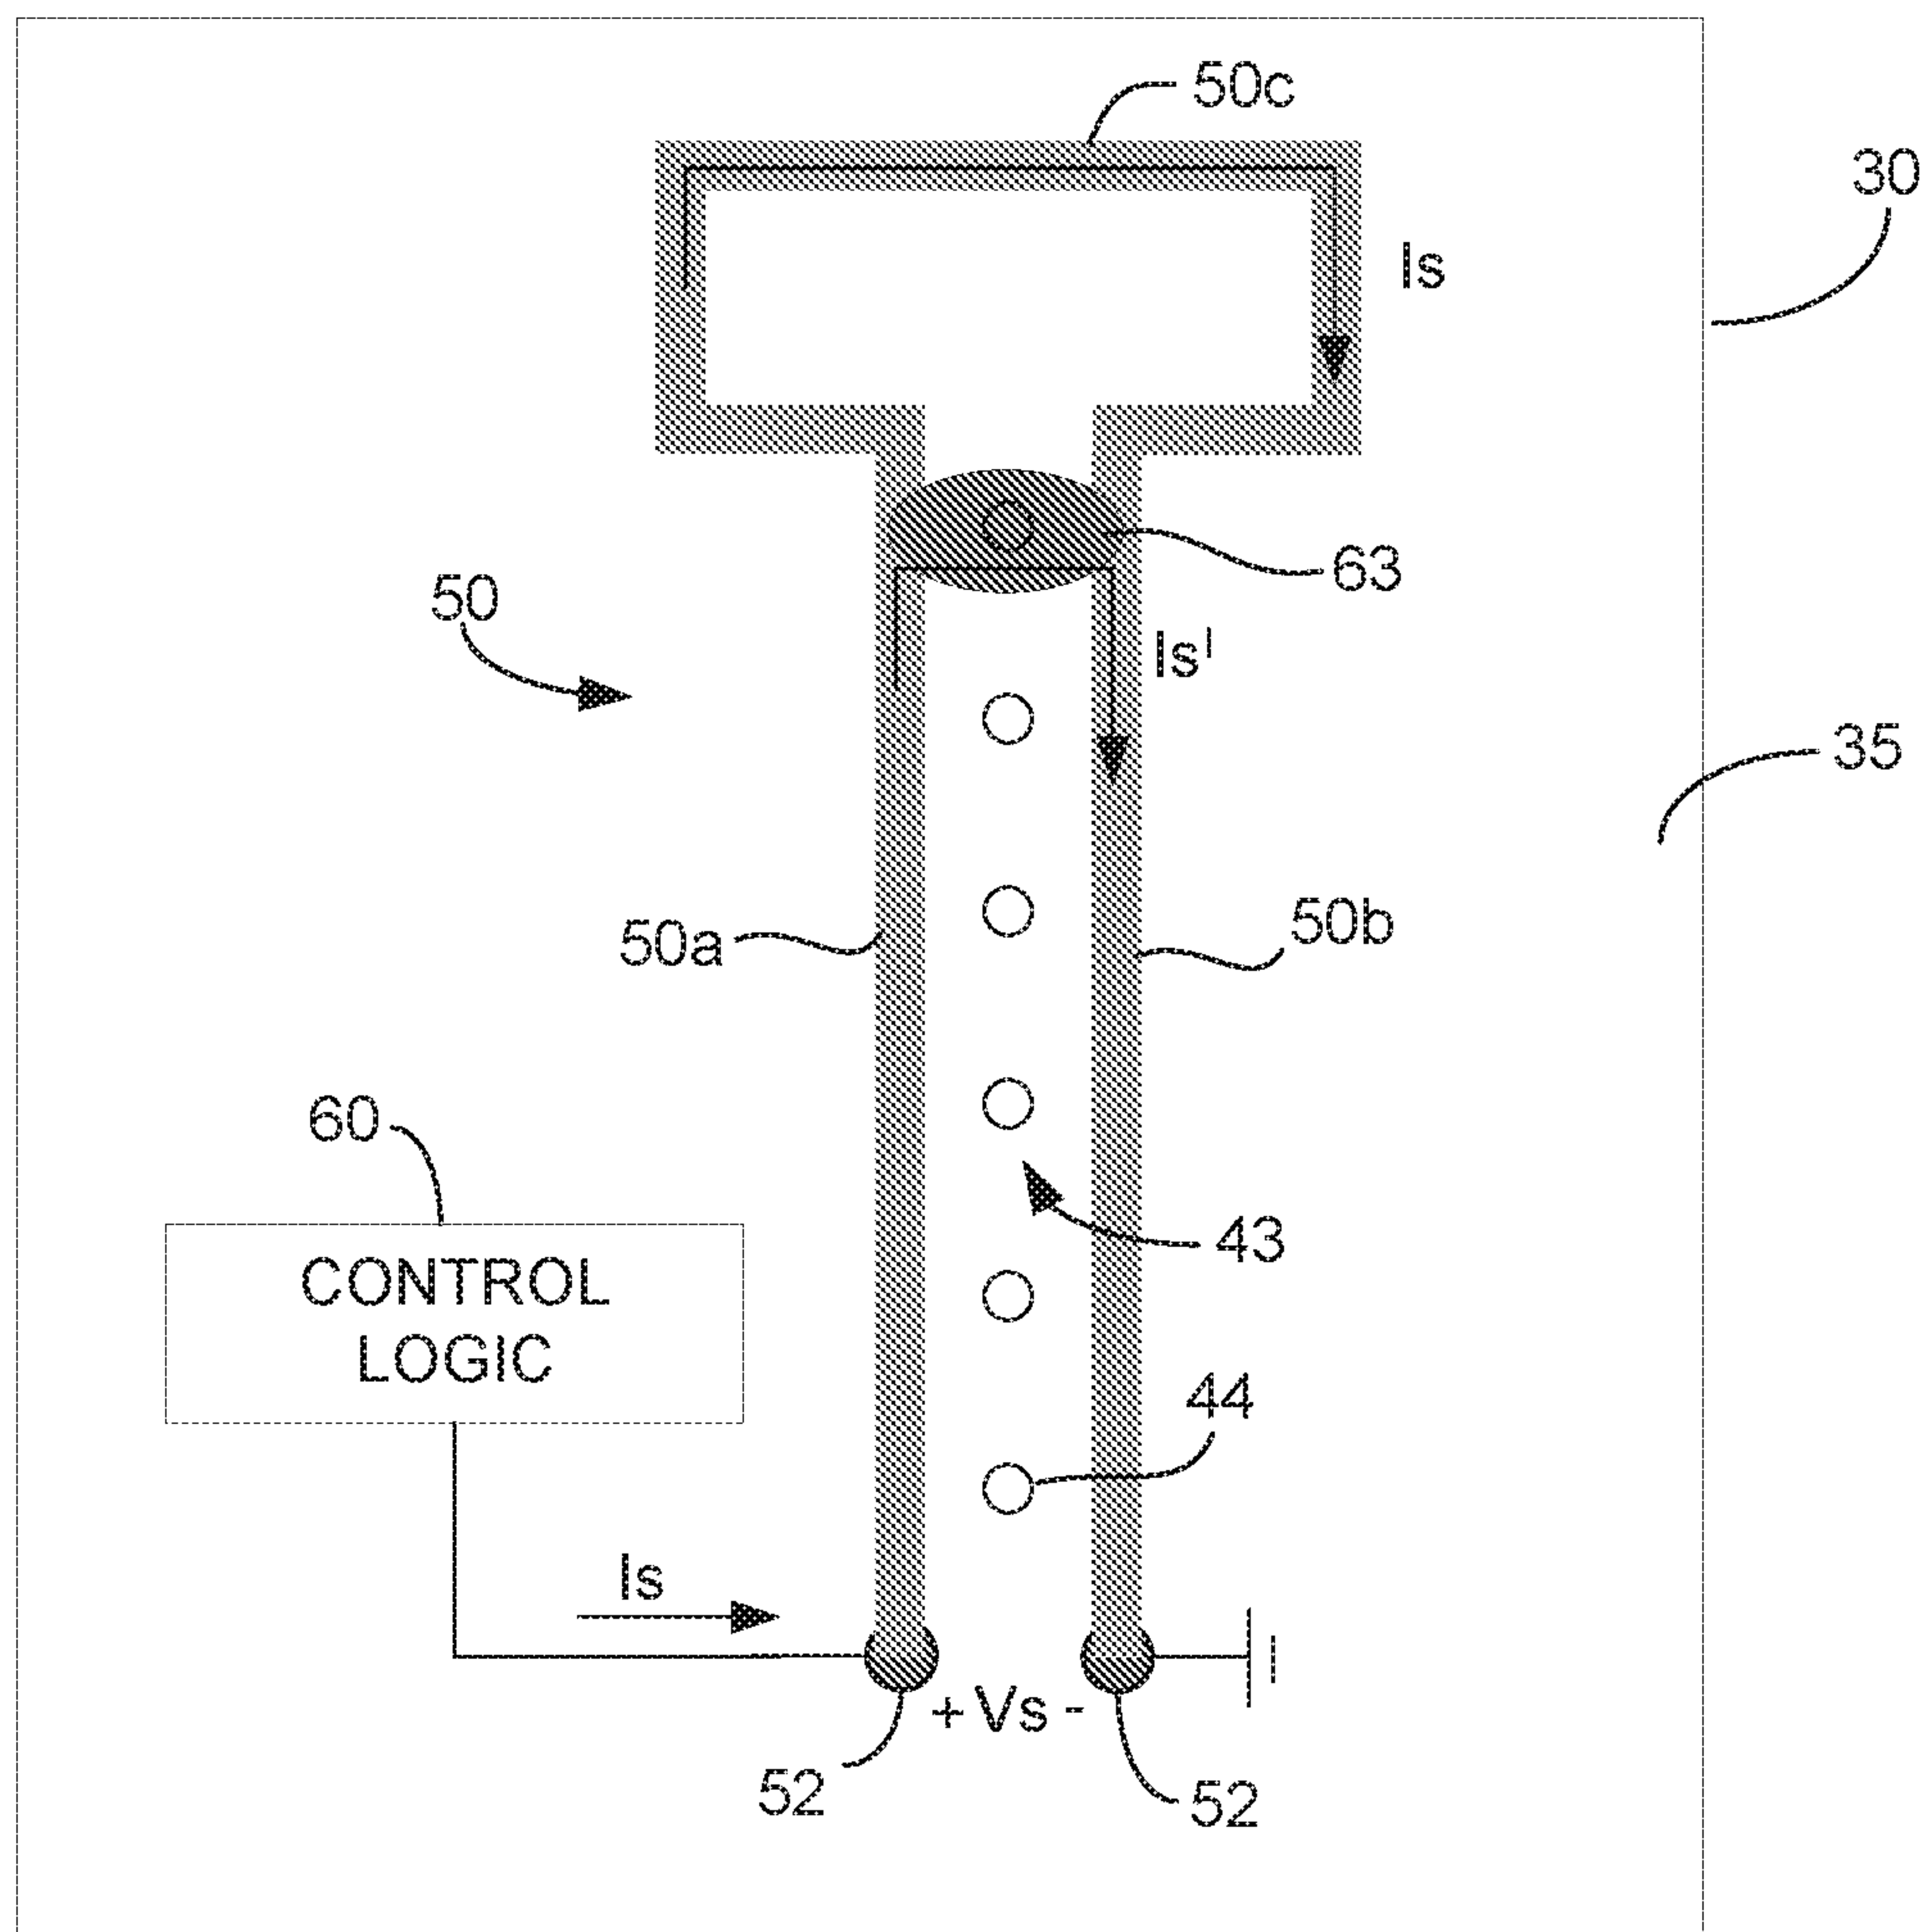 50c
30
Is
63
50
Is'
35
50a
50b
60
CONTROL
LOGIC
43
44
Is
+ Vs -
52
52